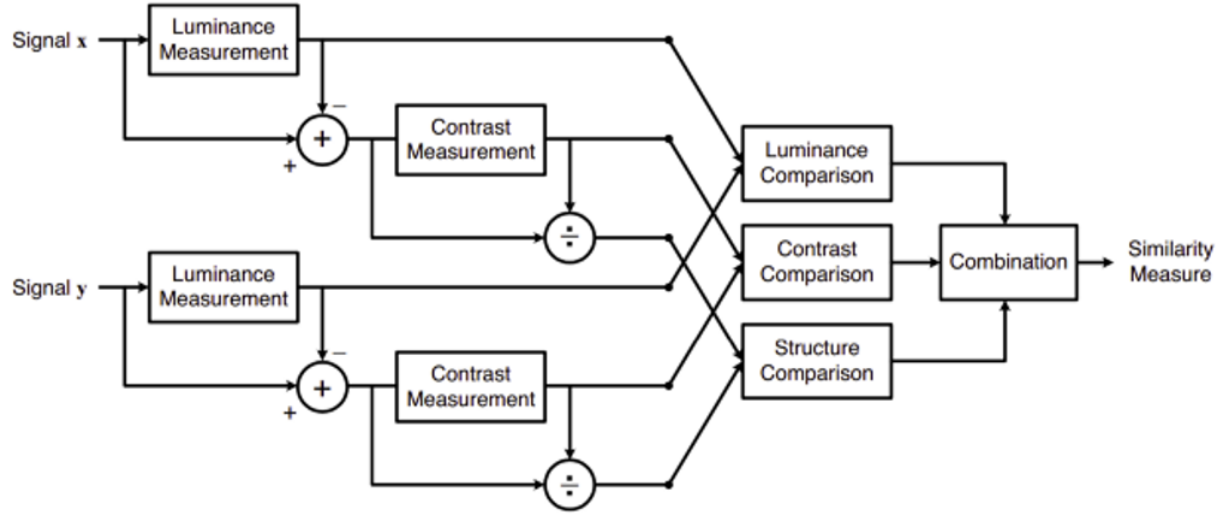 Signal x
Luminance
Measurement
−
+
+
Contrast
Measurement
÷
Signal y
Luminance
Measurement
−
+
+
Contrast
Measurement
÷
Luminance
Comparison
Contrast
Comparison
Structure
Comparison
Combination
Similarity
Measure